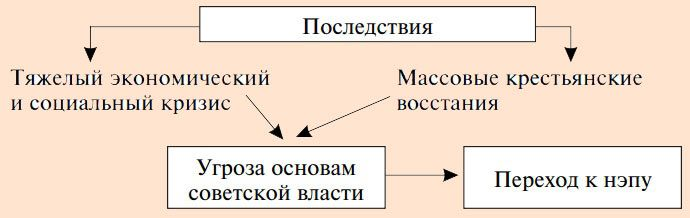 Последствия
Тяжелый экономический
и социальный кризис
Массовые крестьянские
восстания
Угроза основам
советской власти
Переход к нэпу